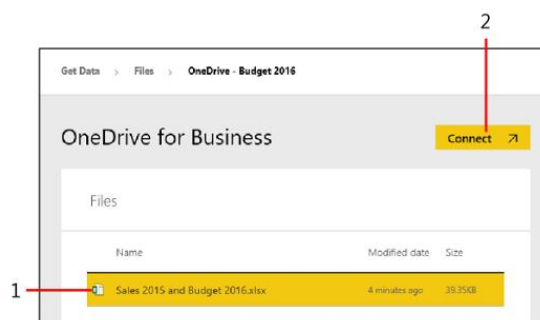 2
Get Data > Files > OneDrive - Budget 2016
OneDrive for Business
Connect
Files
Name Modified date Size
1
Sales 2015 and Budget 2016.xlsx 4 minutes ago 39.35KB